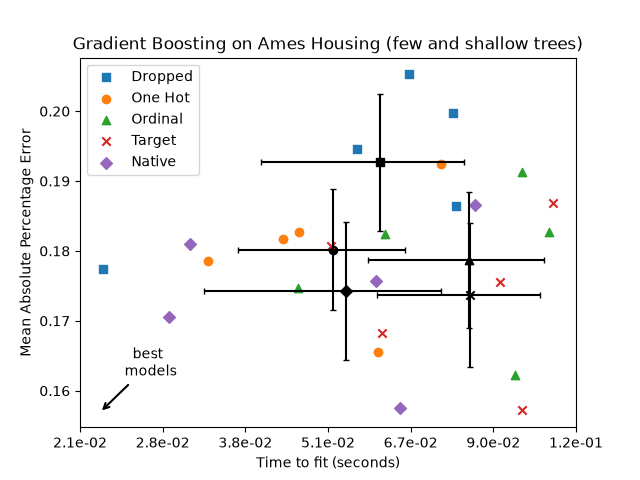 Gradient Boosting on Ames Housing (few and shallow trees)
Dropped
One Hot
Ordinal
Target
Native
0.20
0.19
0.18
0.17
0.16
Mean Absolute Percentage Error
best
models
2.1e-02 2.8e-02 3.8e-02 5.1e-02 6.7e-02 9.0e-02 1.2e-01
Time to fit (seconds)